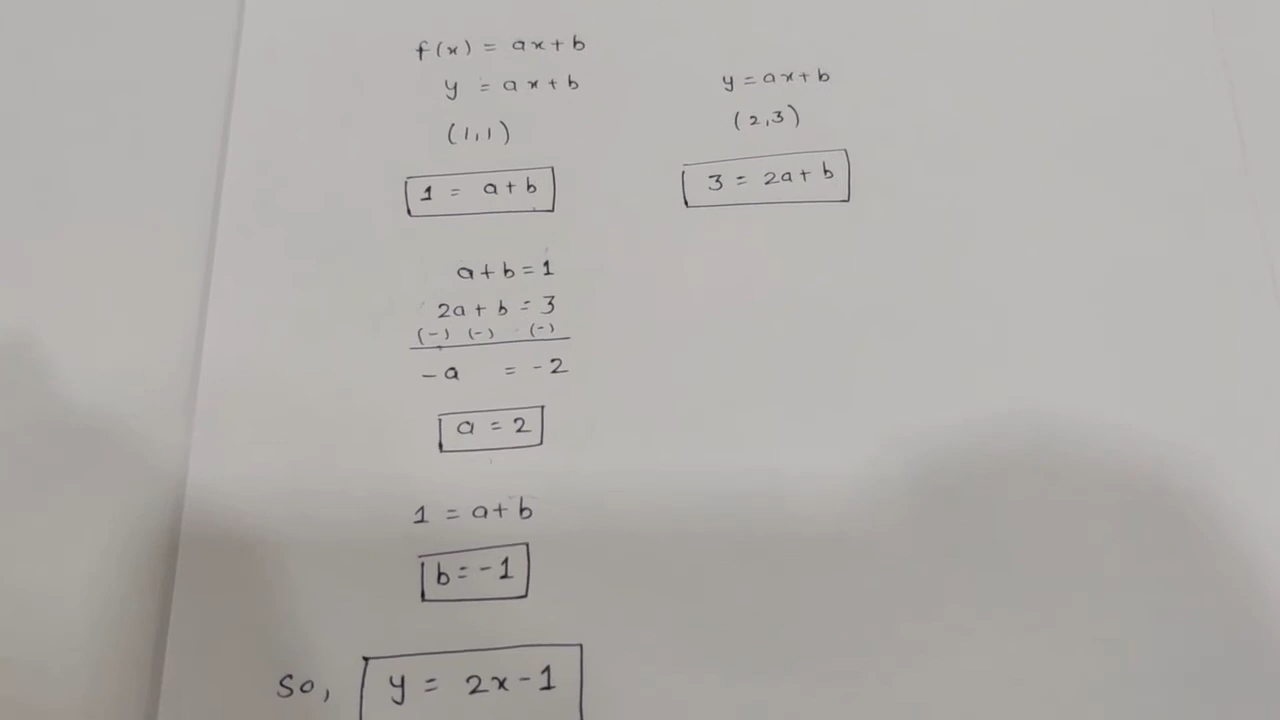 f(x) = ax+b
y = ax+b
(1,1)
1 = a+b
y = ax+b
(2,3)
3 = 2a+b
a+b=1
2a+b=3
(-) (-) (-)
-a = -2
a = 2
1 = a+b
b=-1
So, y = 2x-1